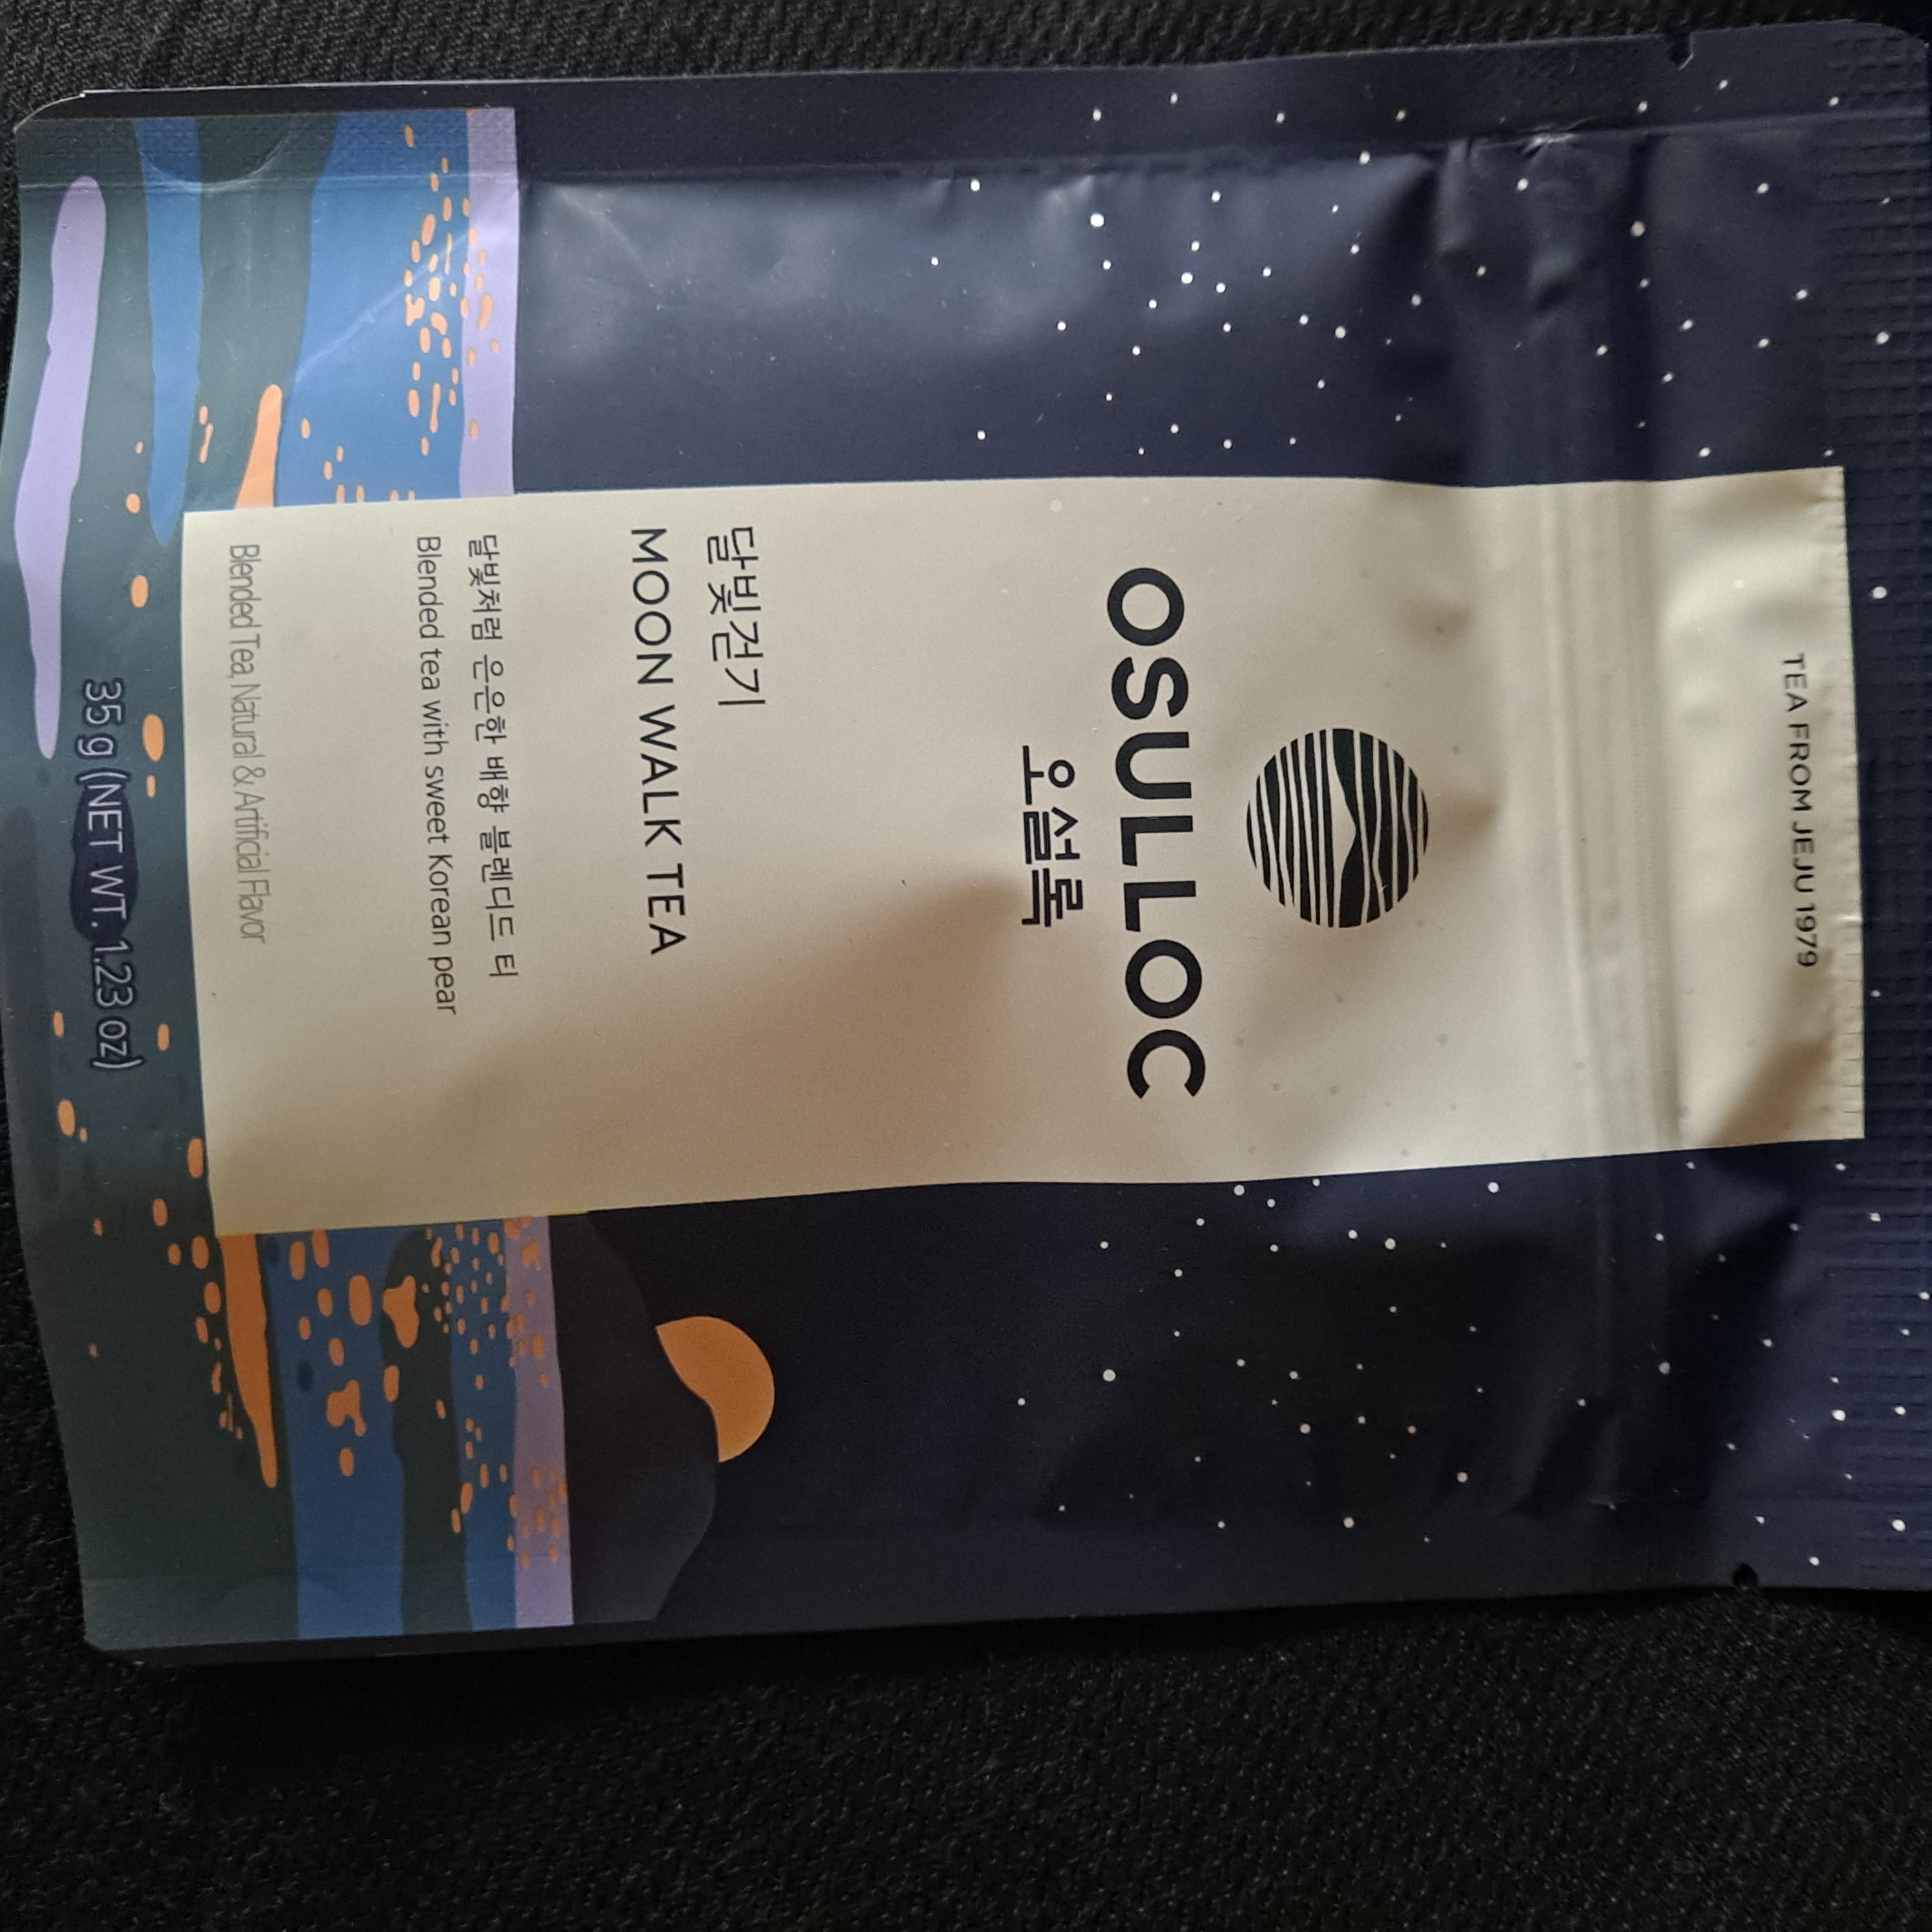 TEA FROM JEJU 1979
OSULLOC
오설록
달빛걷기
MOON WALK TEA
달빛처럼 은은한 배향 블렌디드 티
Blended tea with sweet Korean pear
Blended Tea, Natural & Artificial Flavor
35 g (NET WT. 1.23 oz)